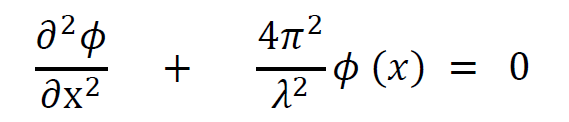 ∂²ϕ/∂x² + 4π²/λ² ϕ (x) = 0